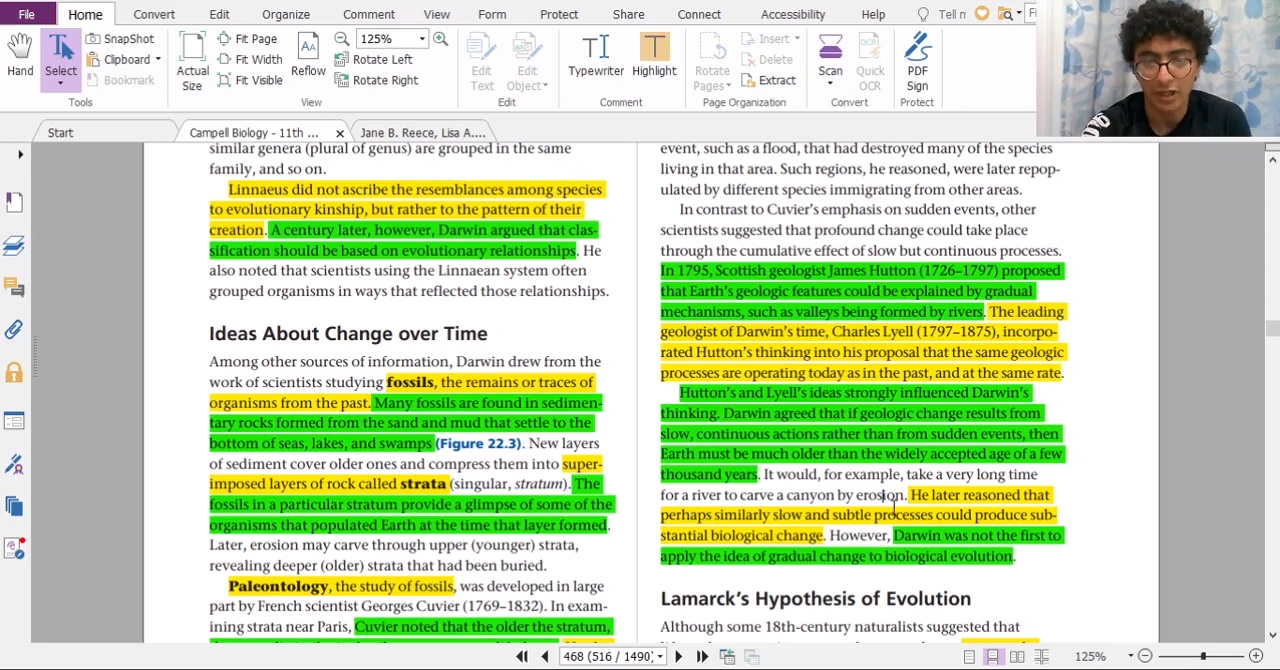 File
Home
Convert
Edit
Organize
Comment
View
Form
Protect
Share
Connect
Accessibility
Help
Tell
Hand
Select
SnapShot
Clipboard
Bookmark
Tools
Actual
Size
Fit Page
Fit Width
Fit Visible
Reflow
125%
Rotate Left
Rotate Right
View
Edit
Text
Edit
Object
Edit
Typewriter
Highlight
Comment
Rotate
Pages
Insert
Delete
Extract
Page Organization
Scan
Quick
OCR
Convert
PDF
Sign
Protect
Start
Campell Biology - 11th ...
Jane B. Reece, Lisa A....
similar genera (plural of genus) are grouped in the same
family, and so on.
Linnaeus did not ascribe the resemblances among species
to evolutionary kinship, but rather to the pattern of their
creation. A century later, however, Darwin argued that clas-
sification should be based on evolutionary relationships. He
also noted that scientists using the Linnaean system often
grouped organisms in ways that reflected those relationships.
Ideas About Change over Time
Among other sources of information, Darwin drew from the
work of scientists studying fossils, the remains or traces of
organisms from the past. Many fossils are found in sedimen-
tary rocks formed from the sand and mud that settle to the
bottom of seas, lakes, and swamps (Figure 22.3). New layers
of sediment cover older ones and compress them into super-
imposed layers of rock called strata (singular, stratum). The
fossils in a particular stratum provide a glimpse of some of the
organisms that populated Earth at the time that layer formed.
Later, erosion may carve through upper (younger) strata,
revealing deeper (older) strata that had been buried.
Paleontology, the study of fossils, was developed in large
part by French scientist Georges Cuvier (1769–1832). In exam-
ining strata near Paris, Cuvier noted that the older the stratum,
event, such as a flood, that had destroyed many of the species
living in that area. Such regions, he reasoned, were later repop-
ulated by different species immigrating from other areas.
In contrast to Cuvier's emphasis on sudden events, other
scientists suggested that profound change could take place
through the cumulative effect of slow but continuous processes.
In 1795, Scottish geologist James Hutton (1726–1797) proposed
that Earth's geologic features could be explained by gradual
mechanisms, such as valleys being formed by rivers. The leading
geologist of Darwin's time, Charles Lyell (1797–1875), incorpo-
rated Hutton's thinking into his proposal that the same geologic
processes are operating today as in the past, and at the same rate.
Hutton's and Lyell's ideas strongly influenced Darwin's
thinking. Darwin agreed that if geologic change results from
slow, continuous actions rather than from sudden events, then
Earth must be much older than the widely accepted age of a few
thousand years. It would, for example, take a very long time
for a river to carve a canyon by erosion. He later reasoned that
perhaps similarly slow and subtle processes could produce sub-
stantial biological change. However, Darwin was not the first to
apply the idea of gradual change to biological evolution.
Lamarck's Hypothesis of Evolution
Although some 18th-century naturalists suggested that
468 (516 / 1490)
125%